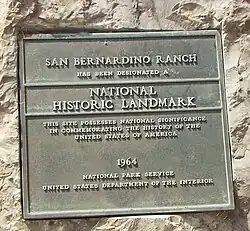 SAN BERNARDINO RANCH
HAS BEEN DESIGNATED A
NATIONAL
HISTORIC LANDMARK
THIS SITE POSSESSES NATIONAL SIGNIFICANCE
IN COMMEMORATING THE HISTORY OF THE
UNITED STATES OF AMERICA
1964
NATIONAL PARK SERVICE
UNITED STATES DEPARTMENT OF THE INTERIOR